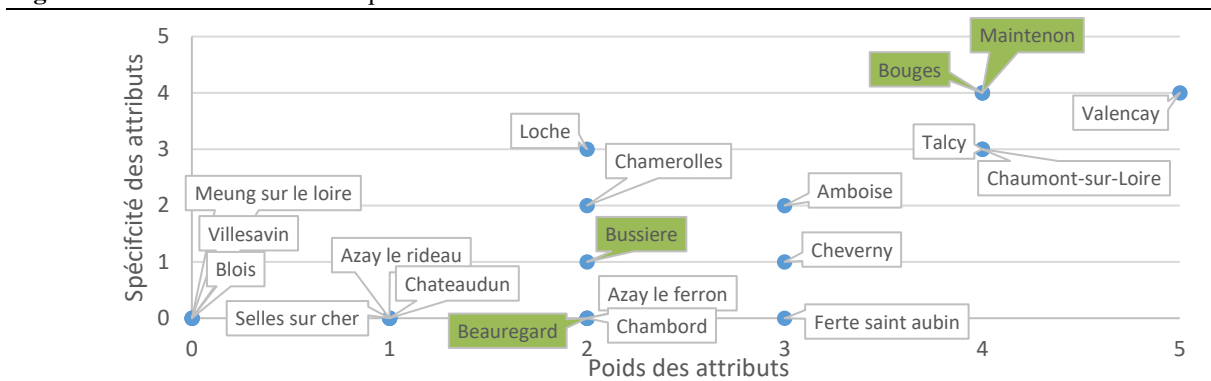 5
Maintenon
Bouges
4
Valencay
Loche
Talcy
3
Chamerolles
Chaumont-sur-Loire
Meung sur le loire
Amboise
2
Villesavin
Bussiere
Azay le rideau
Cheverny
1
Blois
Chateaudun
Azay le ferron
Selles sur cher
Beauregard
Chambord
Ferte saint aubin
0
0 1 2 3 4 5
Poids des attributs
Spécifcité des attributs